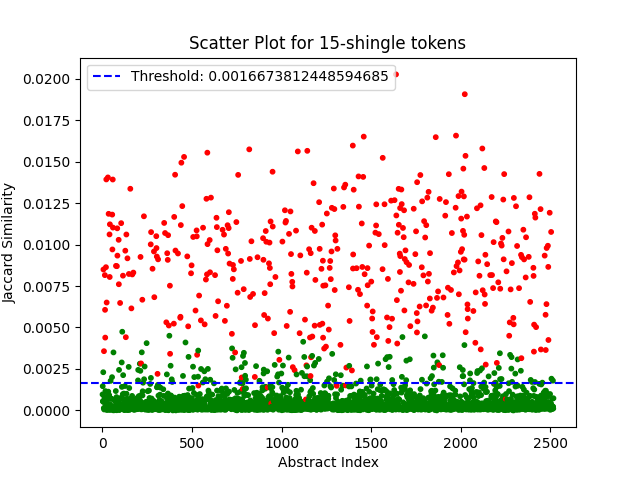 Scatter Plot for 15-shingle tokens
Threshold: 0.0016673812448594685
Jaccard Similarity
0.0200
0.0175
0.0150
0.0125
0.0100
0.0075
0.0050
0.0025
0.0000
0 500 1000 1500 2000 2500
Abstract Index